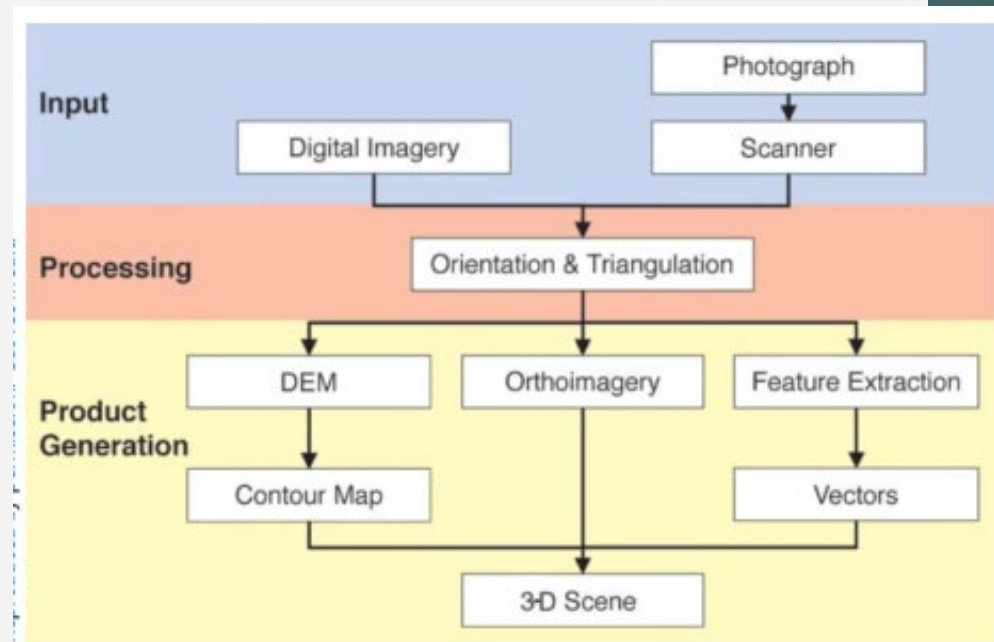 Input
Photograph
Digital Imagery
Scanner
Processing
Orientation & Triangulation
DEM
Orthoimagery
Feature Extraction
Product
Generation
Contour Map
Vectors
3-D Scene